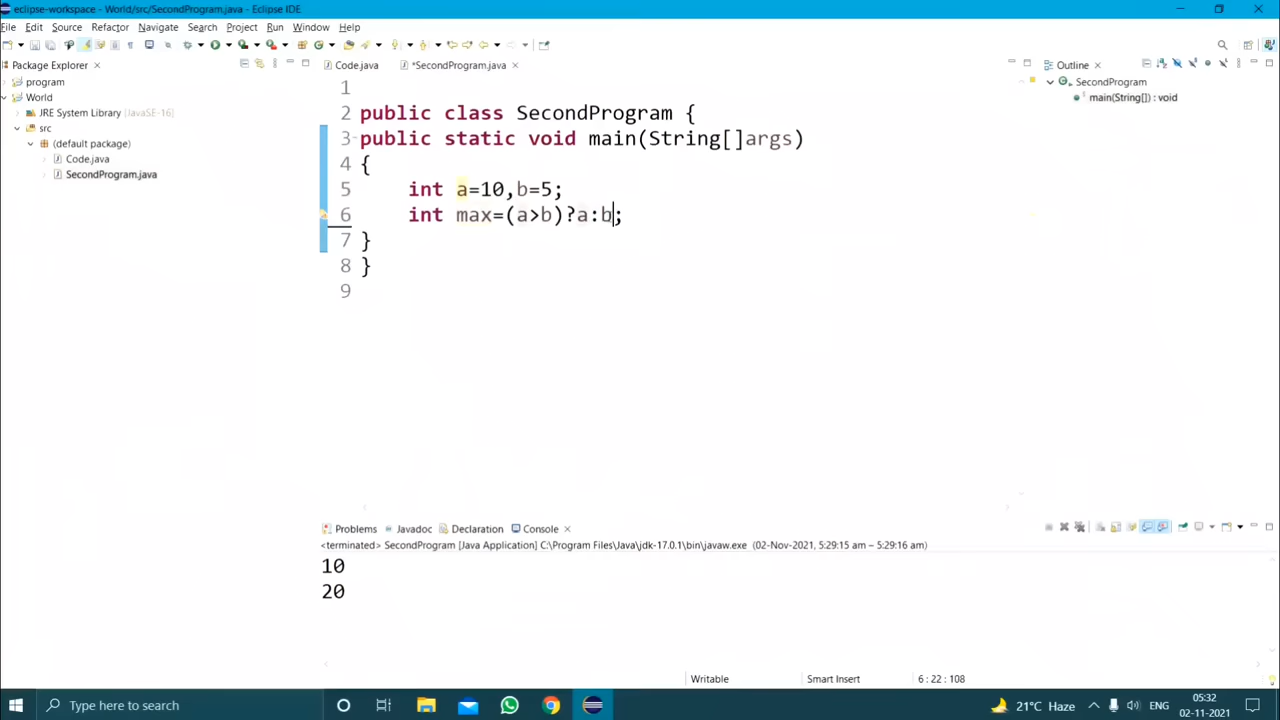 eclipse-workspace - World/src/SecondProgram.java - Eclipse IDE
File Edit Source Refactor Navigate Search Project Run Window Help
Package Explorer
program
World
JRE System Library [JavaSE-16]
src
(default package)
Code.java
SecondProgram.java
Code.java *SecondProgram.java
1
2 public class SecondProgram {
3 public static void main(String[]args)
4 {
5 int a=10,b=5;
6 int max=(a>b)?a:b;
7 }
8 }
9
Outline
SecondProgram
main(String[]) : void
Problems Javadoc Declaration Console
<terminated> SecondProgram [Java Application] C:\Program Files\Java\jdk-17.0.1\bin\javaw.exe (02-Nov-2021, 5:29:15 am – 5:29:16 am)
10
20
Writable Smart Insert 6 : 22 : 108
Type here to search
21°C Haze
05:32
02-11-2021